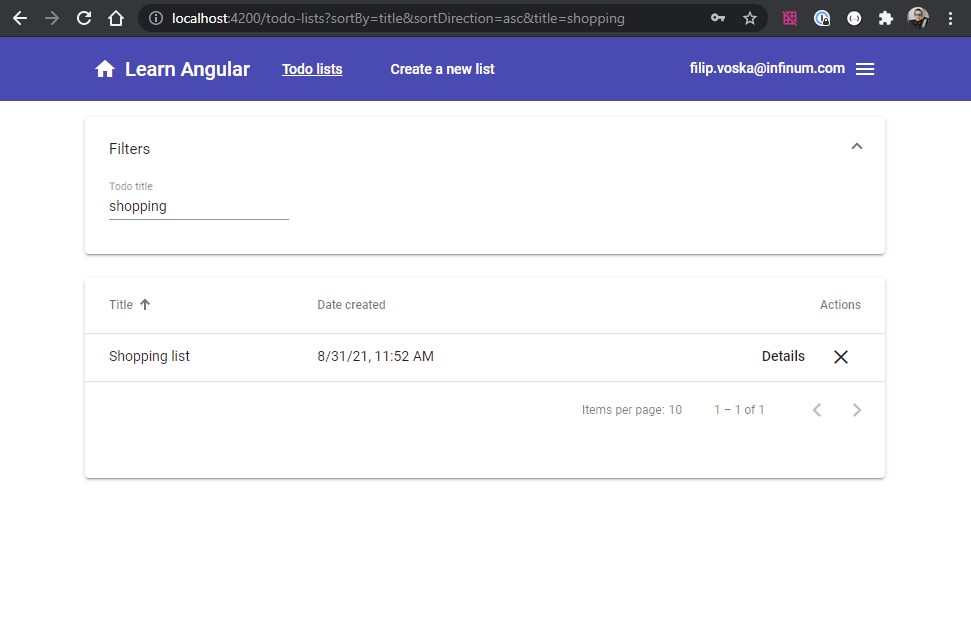 localhost:4200/todo-lists?sortBy=title&sortDirection=asc&title=shopping
Learn Angular Todo lists Create a new list filip.voska@infinum.com
Filters
Todo title
shopping
Title Date created Actions
Shopping list 8/31/21, 11:52 AM Details
Items per page: 10 1 – 1 of 1